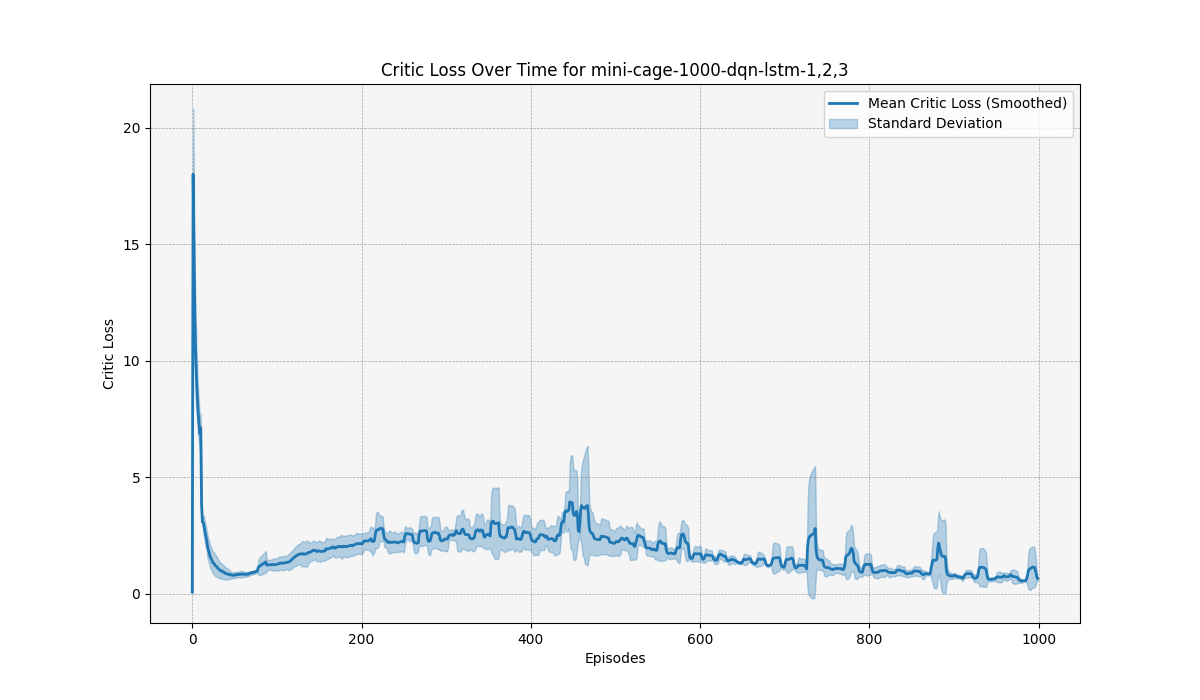 Critic Loss Over Time for mini-cage-1000-dqn-lstm-1,2,3
Mean Critic Loss (Smoothed)
Standard Deviation
Critic Loss
20
15
10
5
0
0 200 400 600 800 1000
Episodes